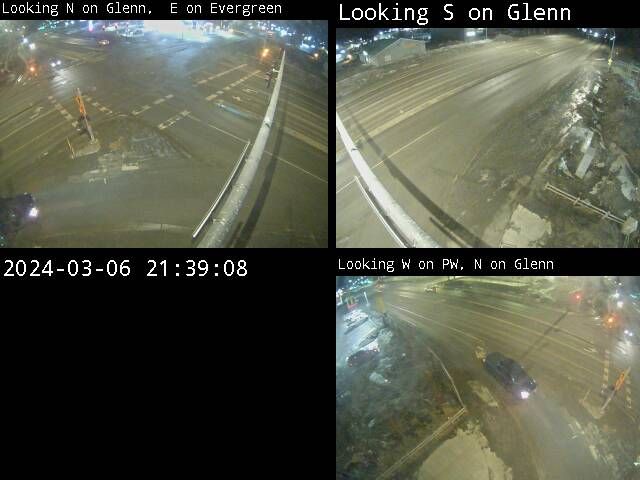 Looking N on Glenn, E on Evergreen
Looking S on Glenn
2024-03-06 21:39:08
Looking W on PW, N on Glenn